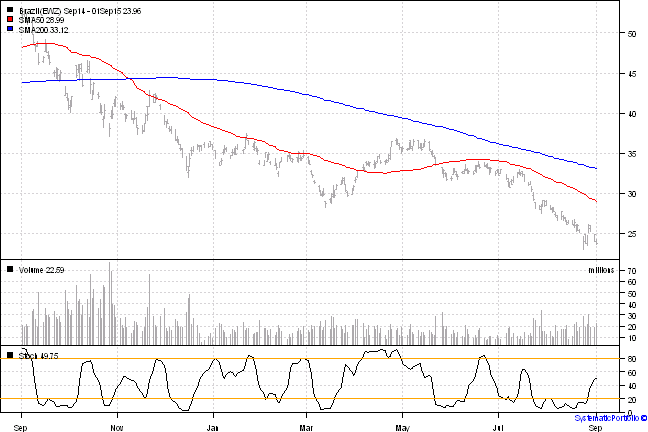 Brazil(EWZ) Sep14 - 01Sep15 23.96
SMA50 28.99
SMA200 33.12
50
45
40
35
30
25
Volume 22.59
millions
70
60
50
40
30
20
10
Stoch 49.75
80
60
40
20
0
SystematicPortfolio ©
Sep Nov Jan Mar May Jul Sep